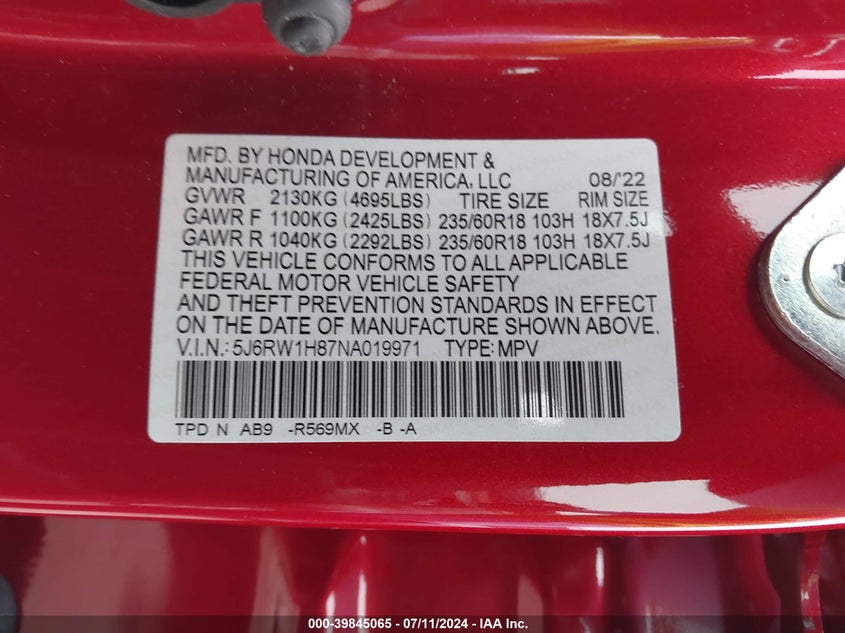 MFD. BY HONDA DEVELOPMENT &
MANUFACTURING OF AMERICA, LLC 08/'22
GVWR 2130KG (4695LBS) TIRE SIZE RIM SIZE
GAWR F 1100KG (2425LBS) 235/60R18 103H 18X7.5J
GAWR R 1040KG (2292LBS) 235/60R18 103H 18X7.5J
THIS VEHICLE CONFORMS TO ALL APPLICABLE
FEDERAL MOTOR VEHICLE SAFETY
AND THEFT PREVENTION STANDARDS IN EFFECT
ON THE DATE OF MANUFACTURE SHOWN ABOVE.
V.I.N.: 5J6RW1H87NA019971 TYPE: MPV
TPD N AB9 -R569MX -B -A
000-39845065 - 07/11/2024 - IAA Inc.